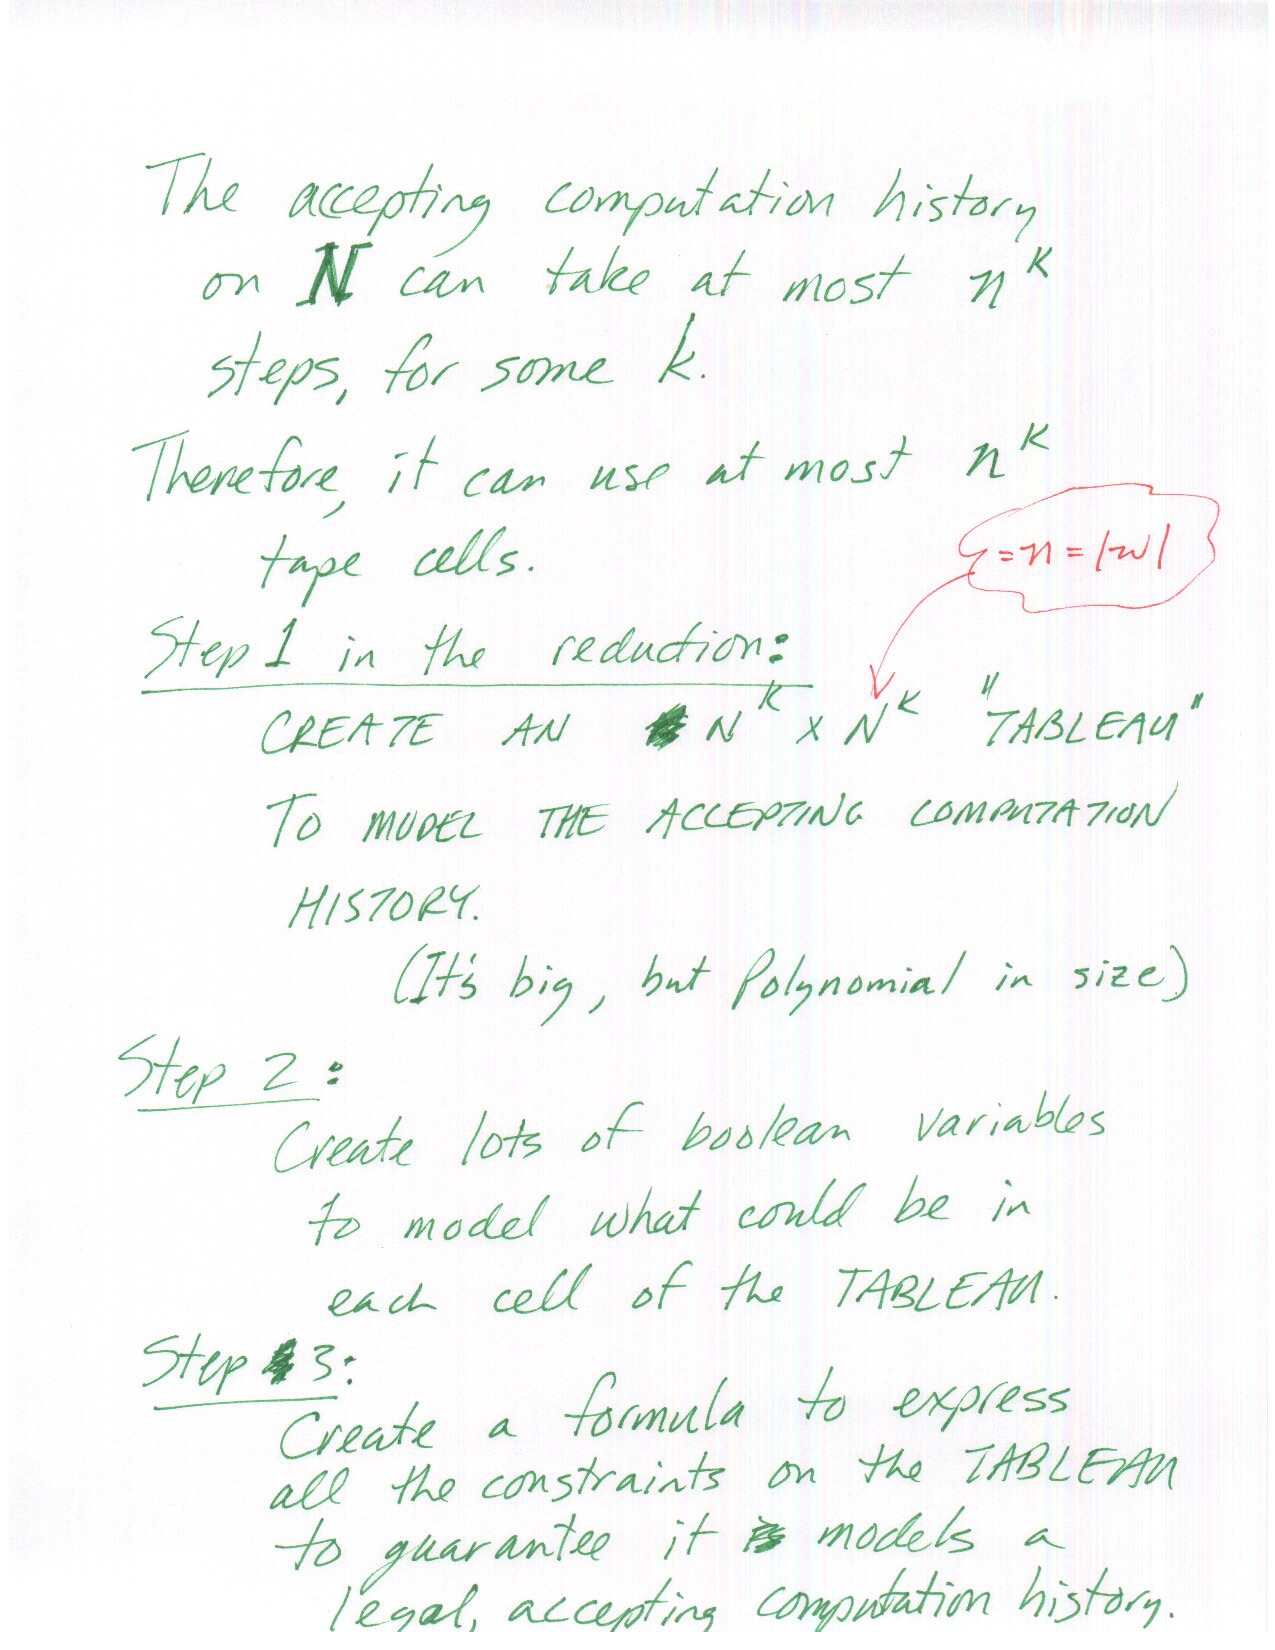 The accepting computation history
on N can take at most n^k
steps, for some k.
Therefore, it can use at most n^k
tape cells.
= n = |w|
Step 1 in the reduction:
CREATE AN N^K x N^K "TABLEAU"
TO MODEL THE ACCEPTING COMPUTATION
HISTORY.
(It's big, but Polynomial in size)
Step 2:
Create lots of boolean variables
to model what could be in
each cell of the TABLEAU.
Step 3:
Create a formula to express
all the constraints on the TABLEAU
to guarantee it models a
legal, accepting computation history.